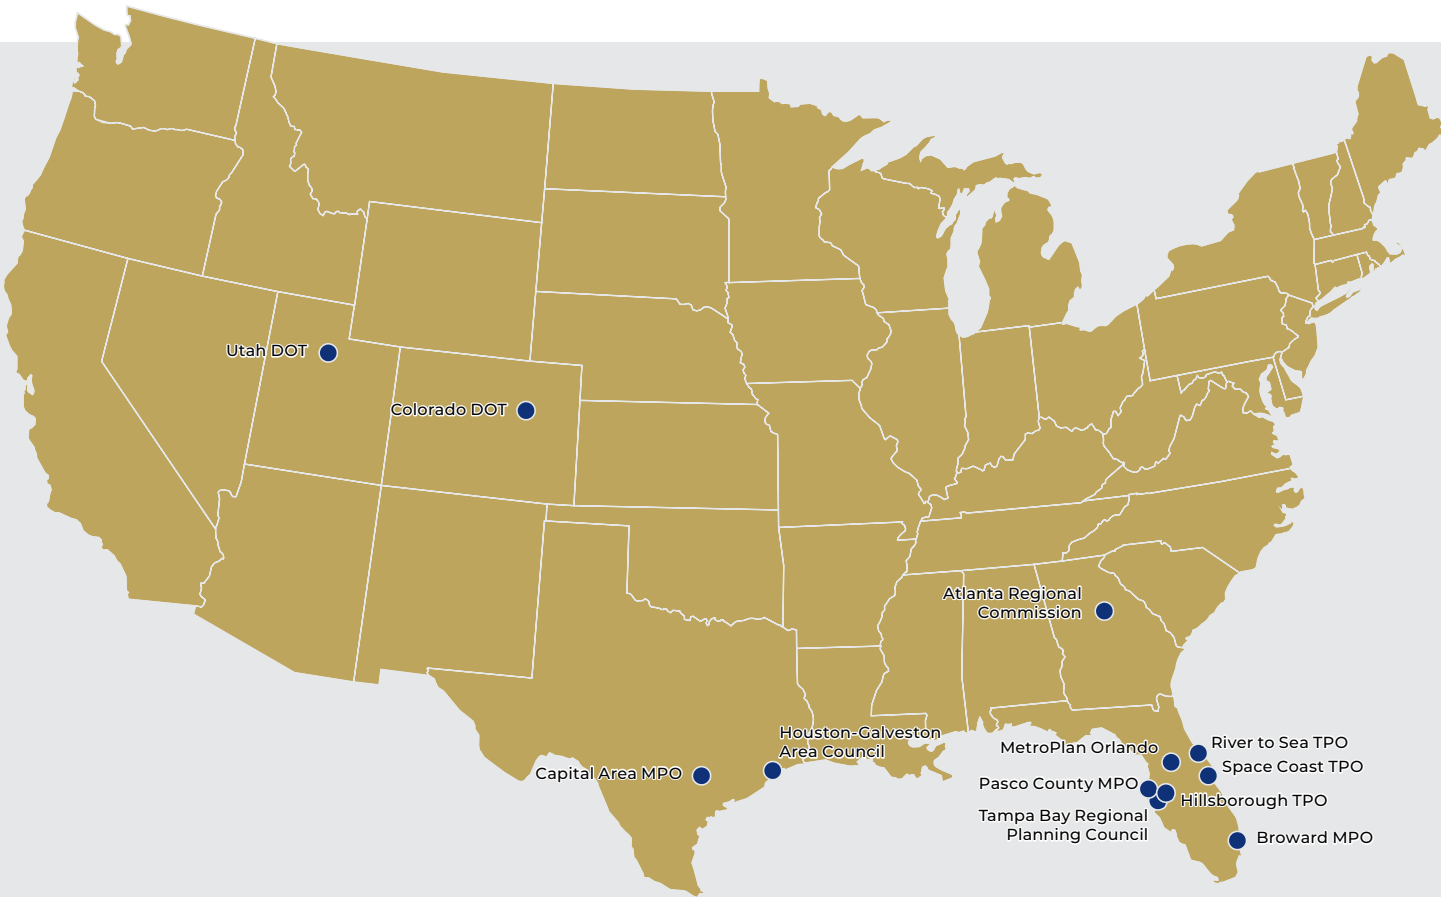 Utah DOT
Colorado DOT
Atlanta Regional
Commission
Houston-Galveston
Area Council
Capital Area MPO
MetroPlan Orlando
River to Sea TPO
Space Coast TPO
Pasco County MPO
Hillsborough TPO
Tampa Bay Regional
Planning Council
Broward MPO